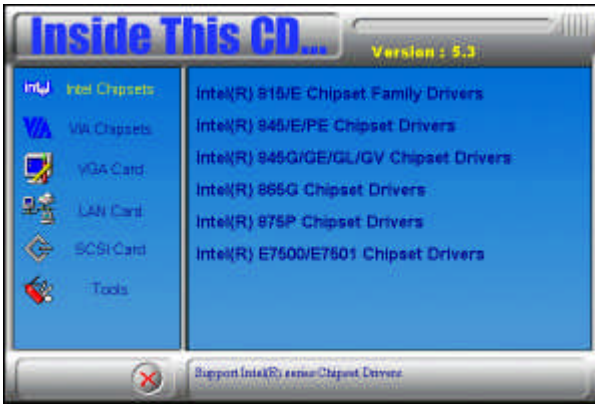 Inside This CD...
Version : 5.3
intel Intel Chipsets
VIA VIA Chipsets
VGA Card
LAN Card
SCSI Card
Tools
Intel(R) 815/E Chipset Family Drivers
Intel(R) 845/E/PE Chipset Drivers
Intel(R) 845G/GE/GL/GV Chipset Drivers
Intel(R) 865G Chipset Drivers
Intel(R) 875P Chipset Drivers
Intel(R) E7500/E7501 Chipset Drivers
Support Intel(R) series Chipset Drivers